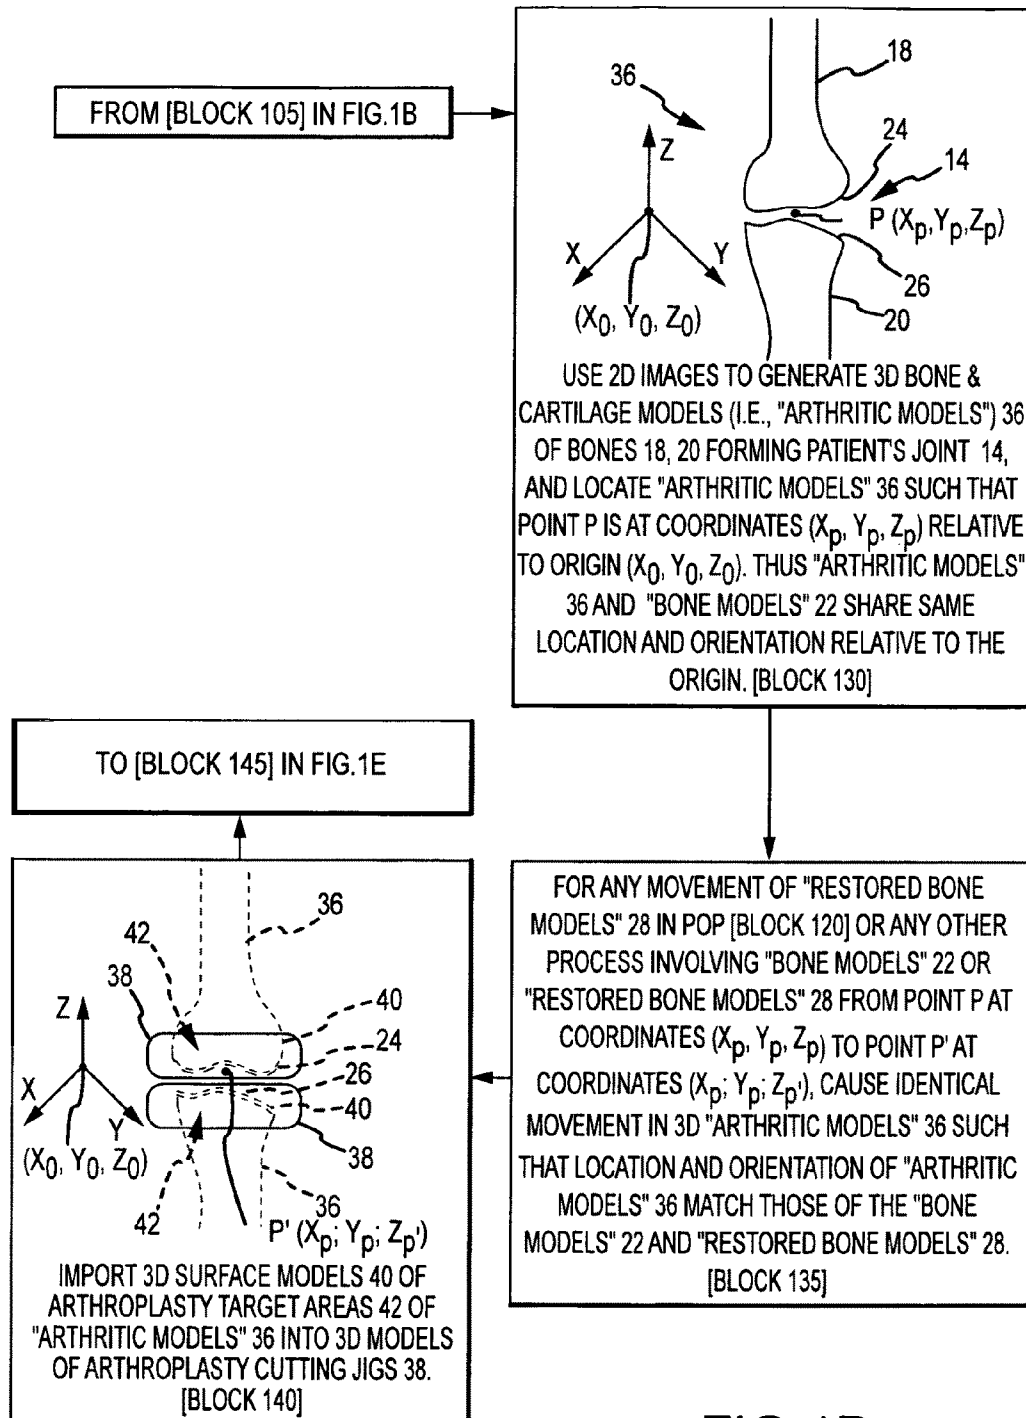 FROM [BLOCK 105] IN FIG.1B
36
18
Z
24
14
P (Xp,Yp,Zp)
X
Y
26
(X0, Y0, Z0)
20
USE 2D IMAGES TO GENERATE 3D BONE &
CARTILAGE MODELS (I.E., "ARTHRITIC MODELS") 36
OF BONES 18, 20 FORMING PATIENT'S JOINT 14,
AND LOCATE "ARTHRITIC MODELS" 36 SUCH THAT
POINT P IS AT COORDINATES (Xp, Yp, Zp) RELATIVE
TO ORIGIN (X0, Y0, Z0). THUS "ARTHRITIC MODELS"
36 AND "BONE MODELS" 22 SHARE SAME
LOCATION AND ORIENTATION RELATIVE TO THE
ORIGIN. [BLOCK 130]
FOR ANY MOVEMENT OF "RESTORED BONE
MODELS" 28 IN POP [BLOCK 120] OR ANY OTHER
PROCESS INVOLVING "BONE MODELS" 22 OR
"RESTORED BONE MODELS" 28 FROM POINT P AT
COORDINATES (Xp, Yp, Zp) TO POINT P' AT
COORDINATES (Xp; Yp; Zp'), CAUSE IDENTICAL
MOVEMENT IN 3D "ARTHRITIC MODELS" 36 SUCH
THAT LOCATION AND ORIENTATION OF "ARTHRITIC
MODELS" 36 MATCH THOSE OF THE "BONE
MODELS" 22 AND "RESTORED BONE MODELS" 28.
[BLOCK 135]
TO [BLOCK 145] IN FIG.1E
36
42
38
Z
40
24
26
X
Y
40
(X0, Y0, Z0)
38
42
36
P' (Xp; Yp; Zp')
IMPORT 3D SURFACE MODELS 40 OF
ARTHROPLASTY TARGET AREAS 42 OF
"ARTHRITIC MODELS" 36 INTO 3D MODELS
OF ARTHROPLASTY CUTTING JIGS 38.
[BLOCK 140]